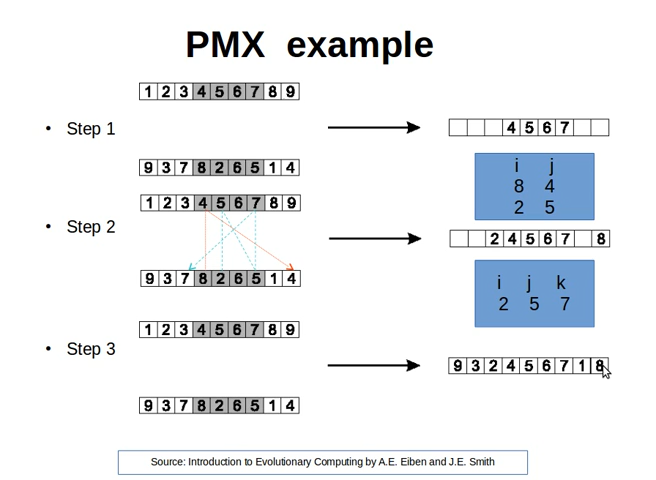 PMX example
1 2 3 4 5 6 7 8 9
• Step 1
4 5 6 7
9 3 7 8 2 6 5 1 4
i j
8 4
2 5
1 2 3 4 5 6 7 8 9
• Step 2
2 4 5 6 7 8
9 3 7 8 2 6 5 1 4
i j k
2 5 7
1 2 3 4 5 6 7 8 9
• Step 3
9 3 2 4 5 6 7 1 8
9 3 7 8 2 6 5 1 4
Source: Introduction to Evolutionary Computing by A.E. Eiben and J.E. Smith